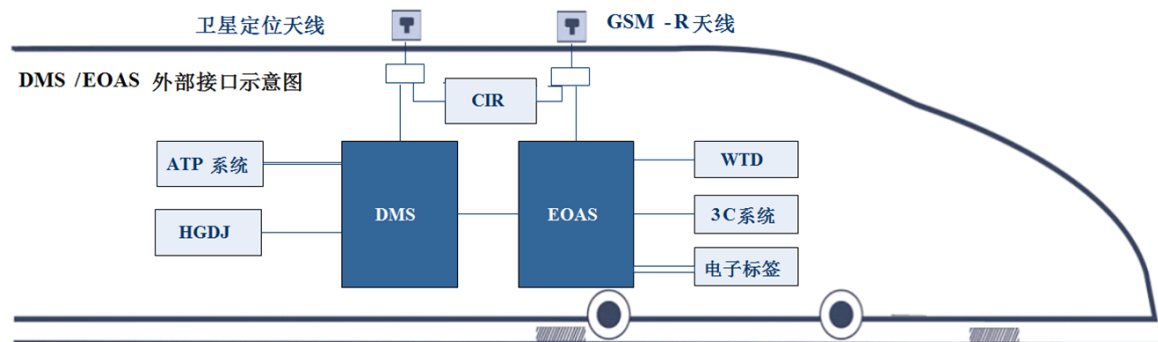 卫星定位天线
GSM -R天线
DMS /EOAS 外部接口示意图
CIR
ATP 系统
WTD
DMS
EOAS
3C系统
HGDJ
电子标签